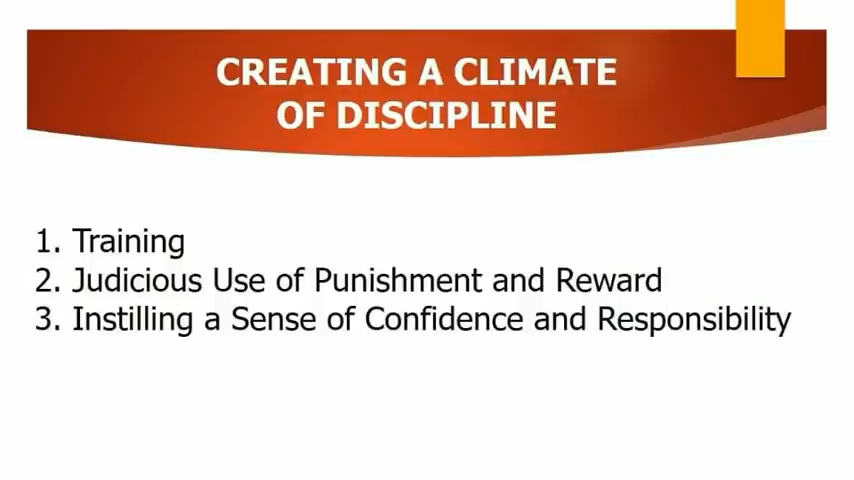 CREATING A CLIMATE
OF DISCIPLINE
1. Training
2. Judicious Use of Punishment and Reward
3. Instilling a Sense of Confidence and Responsibility